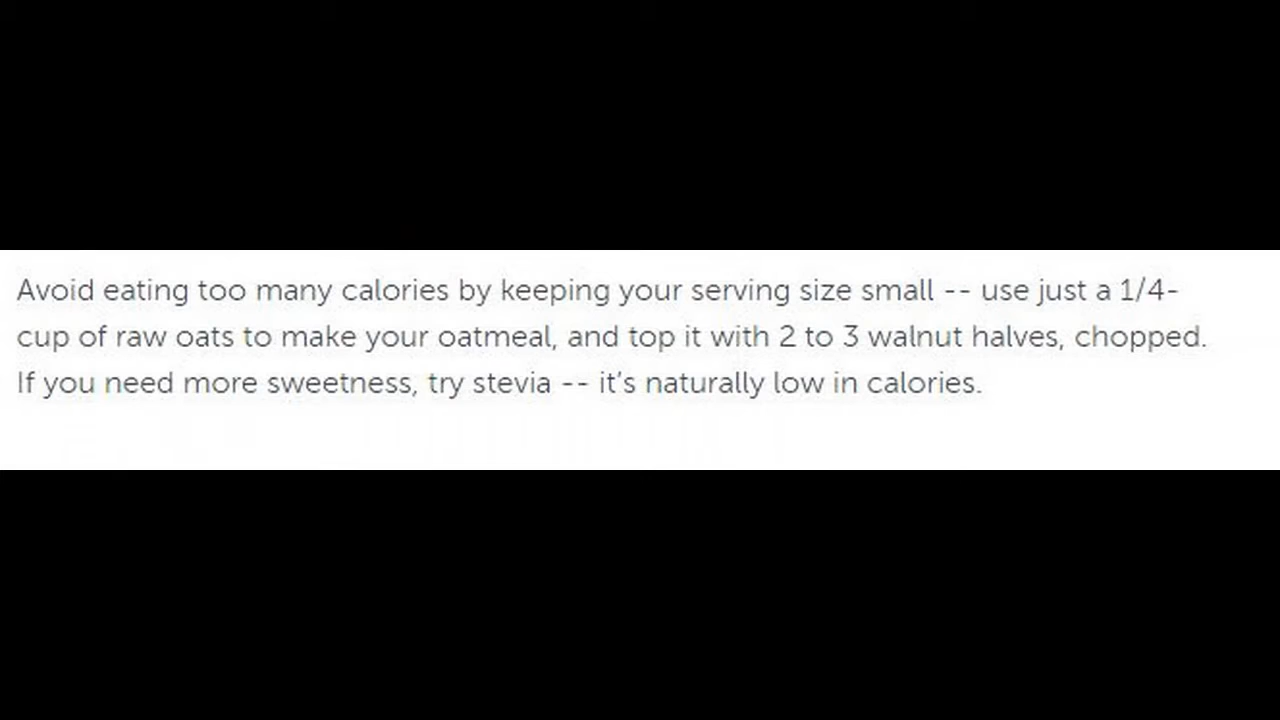 Avoid eating too many calories by keeping your serving size small -- use just a 1/4-
cup of raw oats to make your oatmeal, and top it with 2 to 3 walnut halves, chopped.
If you need more sweetness, try stevia -- it's naturally low in calories.